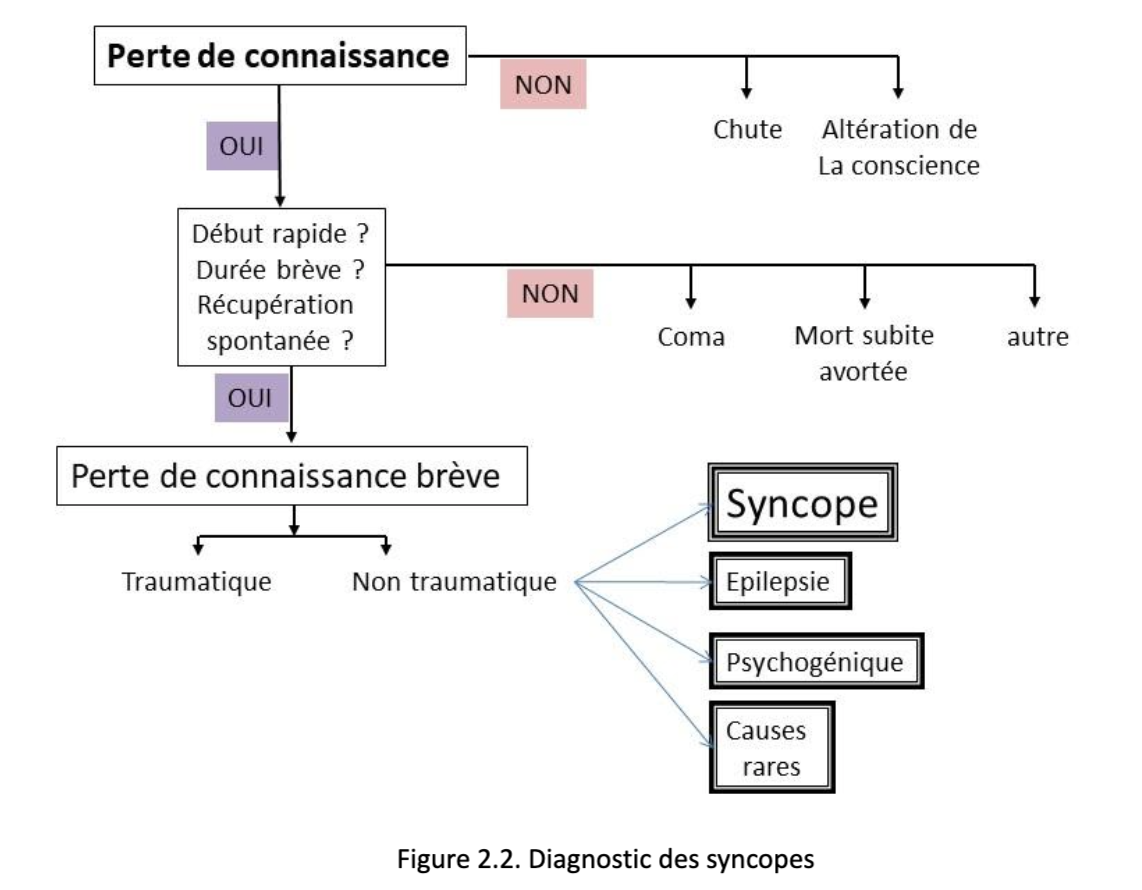 Perte de connaissance
NON
Chute
Altération de
La conscience
OUI
Début rapide ?
Durée brève ?
Récupération
spontanée ?
NON
Coma
Mort subite
avortée
autre
OUI
Perte de connaissance brève
Traumatique
Non traumatique
Syncope
Epilepsie
Psychogénique
Causes
rares
Figure 2.2. Diagnostic des syncopes